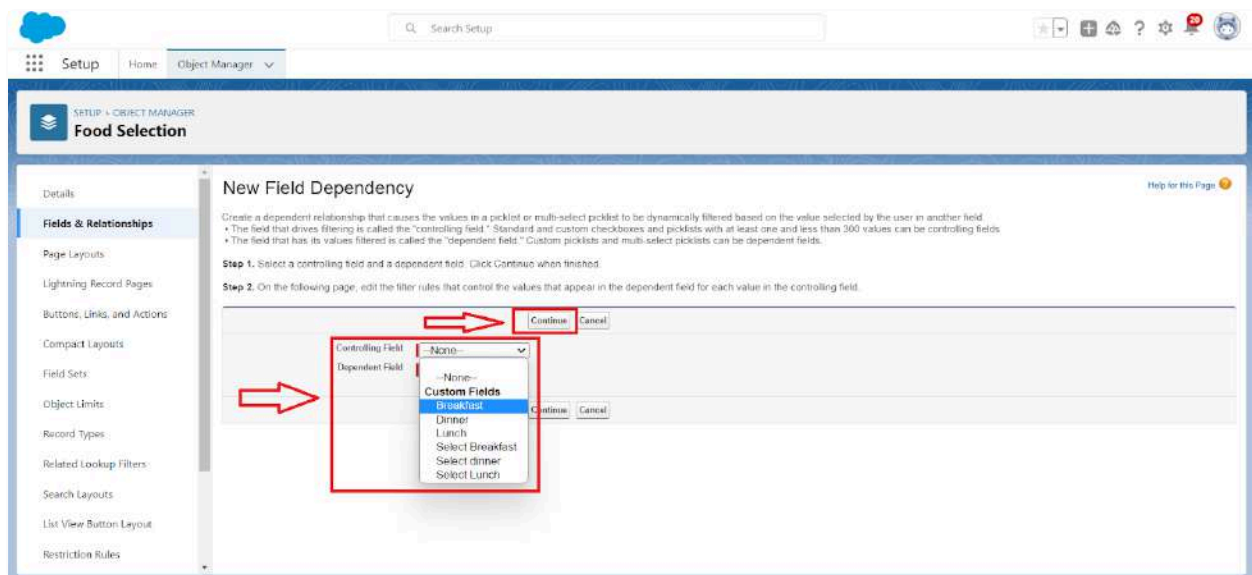 Search Setup
20
Setup Home Object Manager
SETUP > OBJECT MANAGER
Food Selection
Details
Fields & Relationships
Page Layouts
Lightning Record Pages
Buttons, Links, and Actions
Compact Layouts
Field Sets
Object Limits
Record Types
Related Lookup Filters
Search Layouts
List View Button Layout
Restriction Rules
New Field Dependency
Help for this Page
Create a dependent relationship that causes the values in a picklist or multi-select picklist to be dynamically filtered based on the value selected by the user in another field.
• The field that drives filtering is called the "controlling field." Standard and custom checkboxes and picklists with at least one and less than 300 values can be controlling fields.
• The field that has its values filtered is called the "dependent field." Custom picklists and multi-select picklists can be dependent fields.
Step 1. Select a controlling field and a dependent field. Click Continue when finished.
Step 2. On the following page, edit the filter rules that control the values that appear in the dependent field for each value in the controlling field.
Continue Cancel
Controlling Field --None--
Dependent Field
--None--
Custom Fields
Breakfast
Dinner
Lunch
Select Breakfast
Select dinner
Select Lunch
Continue Cancel